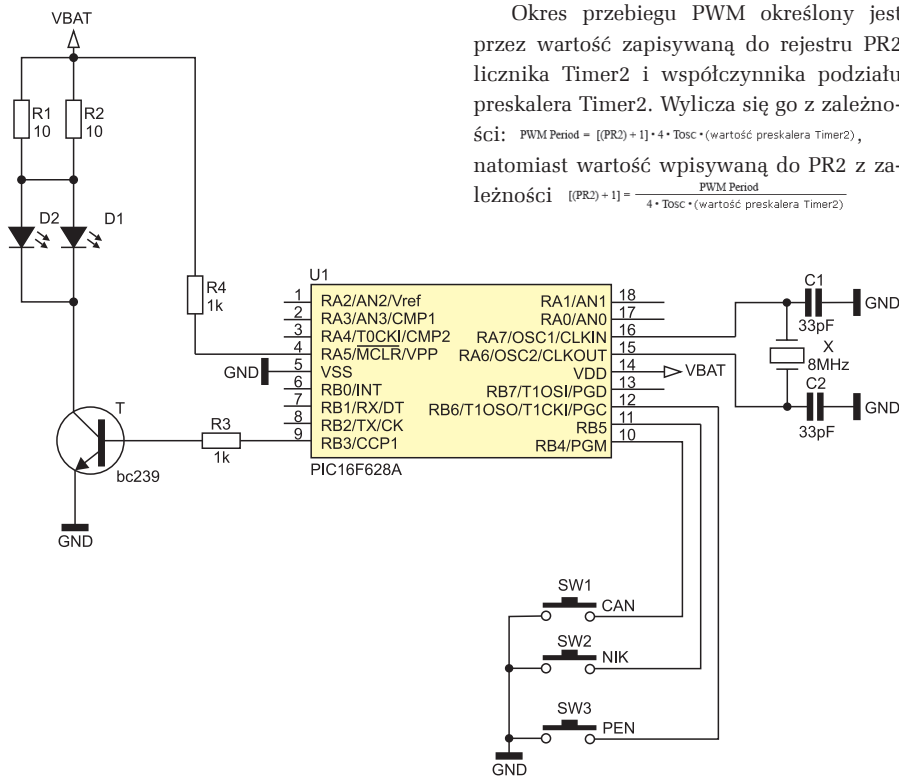 Okres przebiegu PWM określony jest
przez wartość zapisywaną do rejestru PR2
licznika Timer2 i współczynnika podziału
preskalera Timer2. Wylicza się go z zależno-
ści: PWM Period = [(PR2) + 1] • 4 • Tosc • (wartość preskalera Timer2),
natomiast wartość wpisywaną do PR2 z za-
leżności [(PR2) + 1] = PWM Period
4 • Tosc • (wartość preskalera Timer2)
VBAT
R1
10
R2
10
D2
D1
R4
1k
U1
1 RA2/AN2/Vref
2 RA3/AN3/CMP1
3 RA4/T0CKI/CMP2
4 RA5/MCLR/VPP
GND 5 VSS
6 RB0/INT
7 RB1/RX/DT
8 RB2/TX/CK
9 RB3/CCP1
RA1/AN1 18
RA0/AN0 17
RA7/OSC1/CLKIN 16
RA6/OSC2/CLKOUT 15
VDD 14 VBAT
RB7/T1OSI/PGD 13
RB6/T1OSO/T1CKI/PGC 12
RB5 11
RB4/PGM 10
PIC16F628A
C1
33pF
GND
X
8MHz
C2
33pF
GND
T
bc239
R3
1k
GND
SW1
CAN
SW2
NIK
SW3
PEN
GND